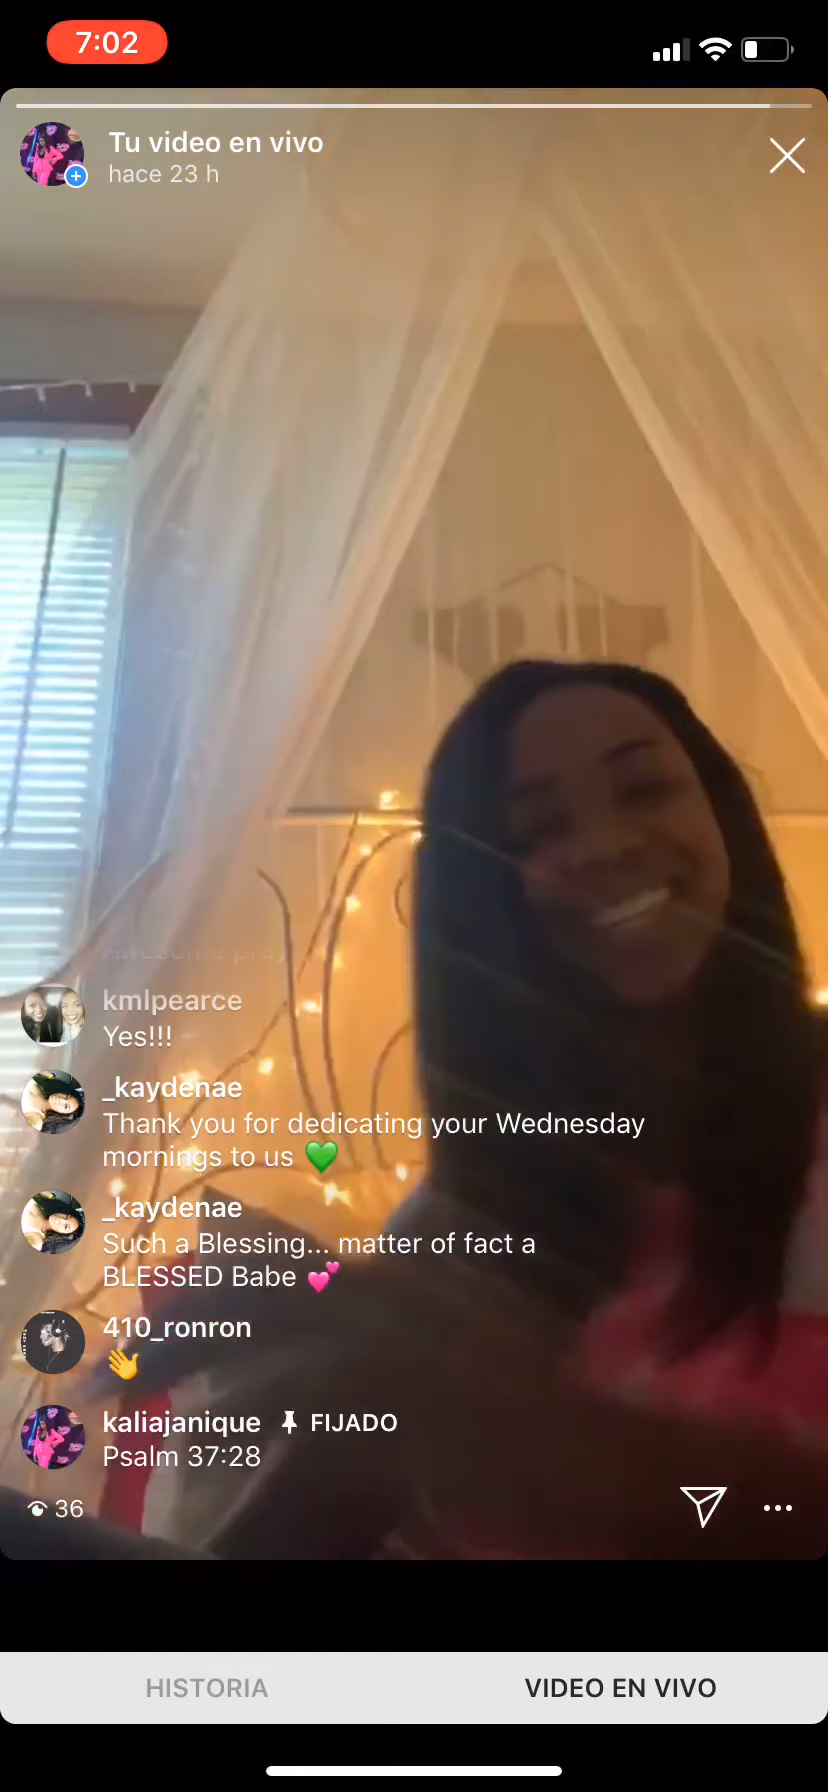 7:02
Tu video en vivo
hace 23 h
kmlpearce
Yes!!!
_kaydenae
Thank you for dedicating your Wednesday
mornings to us 💚
_kaydenae
Such a Blessing... matter of fact a
BLESSED Babe 💕
410_ronron
👋
kaliajanique FIJADO
Psalm 37:28
36
HISTORIA
VIDEO EN VIVO